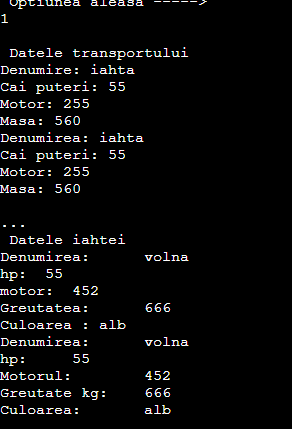 Optiunea aleasa ----->
1
Datele transportului
Denumire: iahta
Cai puteri: 55
Motor: 255
Masa: 560
Denumirea: iahta
Cai puteri: 55
Motor: 255
Masa: 560
...
Datele iahtei
Denumirea: volna
hp: 55
motor: 452
Greutatea: 666
Culoarea : alb
Denumirea: volna
hp: 55
Motorul: 452
Greutate kg: 666
Culoarea: alb